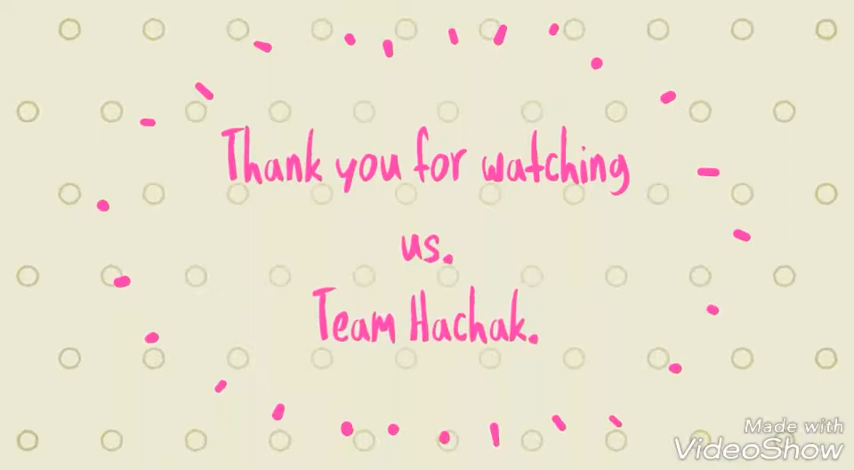 Thank you for watching
us.
Team Hachak.
Made with
VideoShow